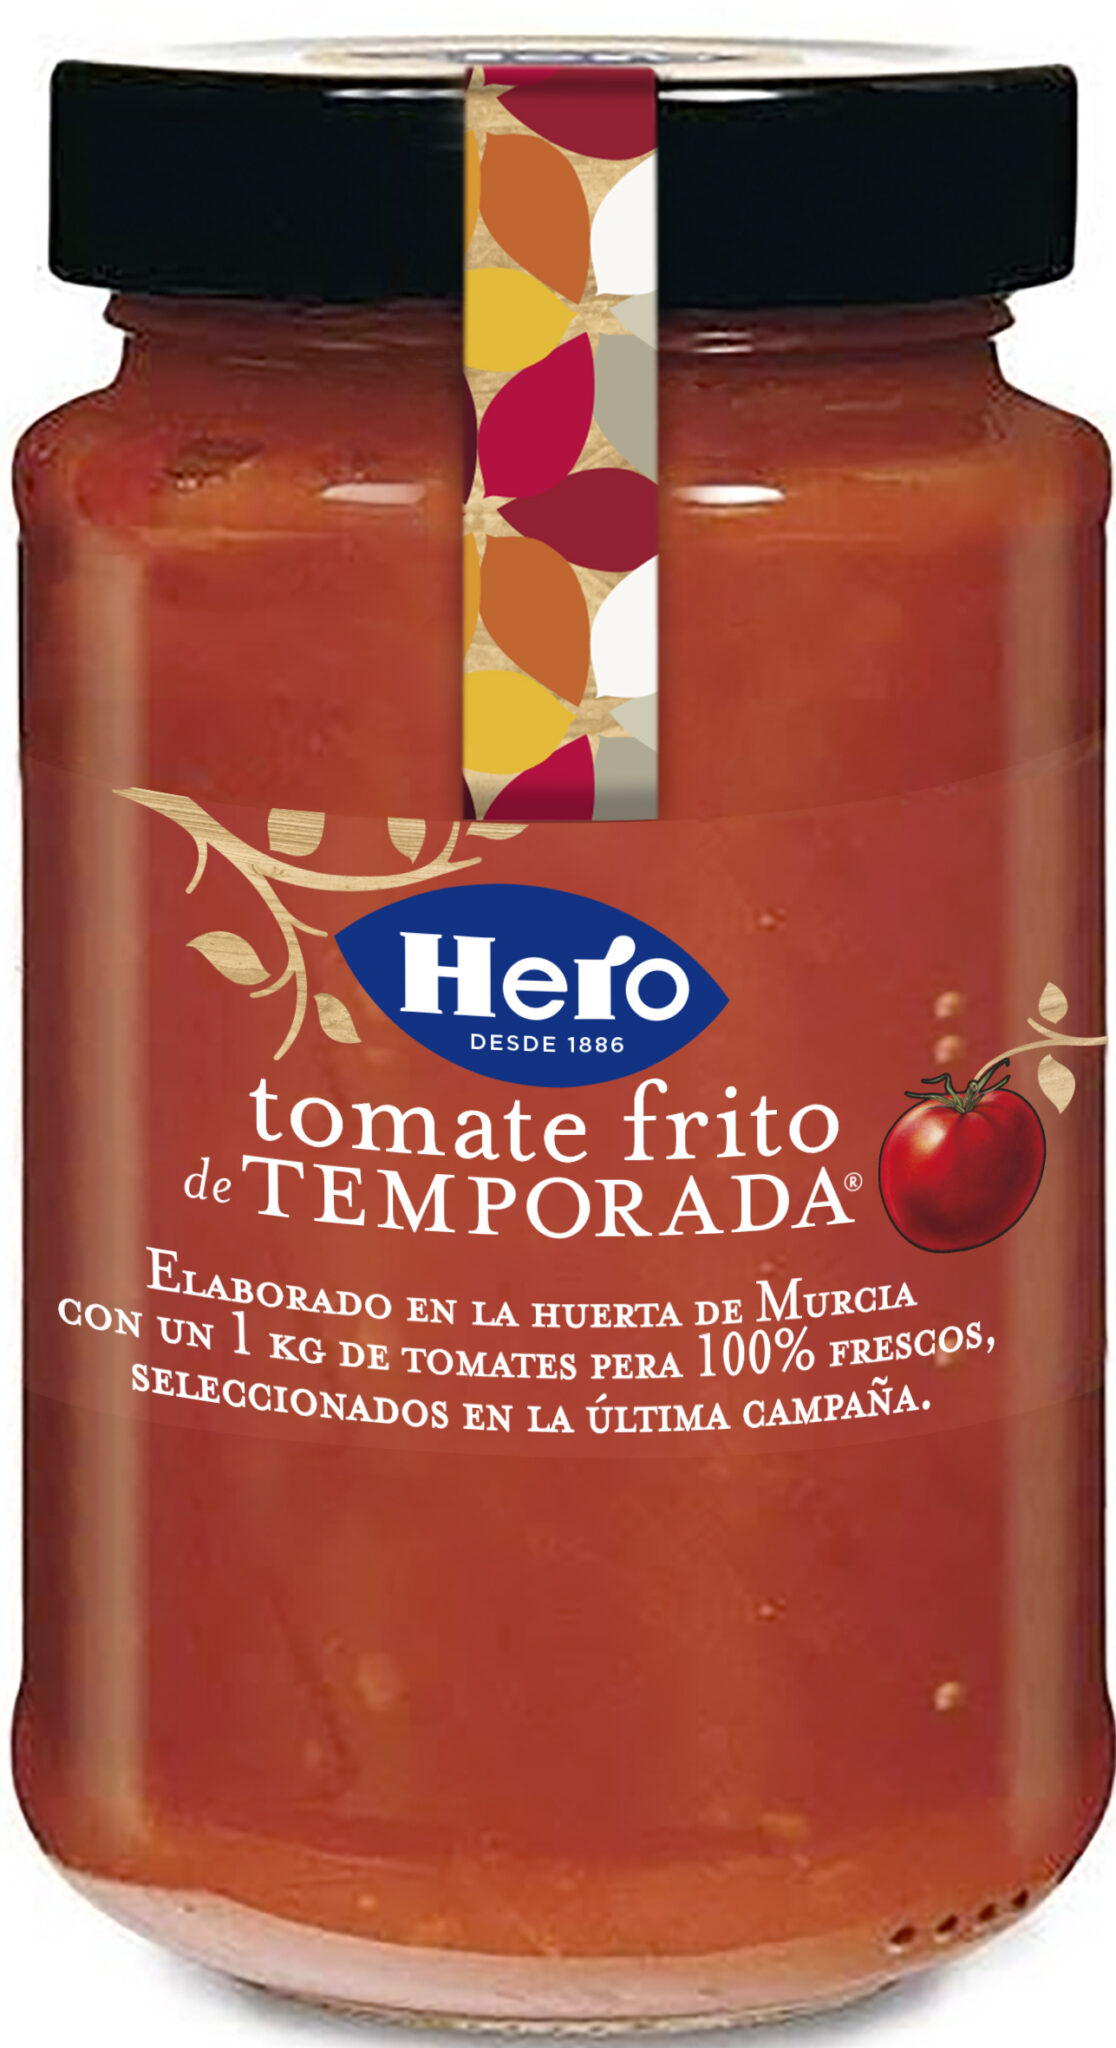 Hero
DESDE 1886
tomate frito
de TEMPORADA®
ELABORADO EN LA HUERTA DE MURCIA
CON UN 1 KG DE TOMATES PERA 100% FRESCOS,
SELECCIONADOS EN LA ÚLTIMA CAMPAÑA.